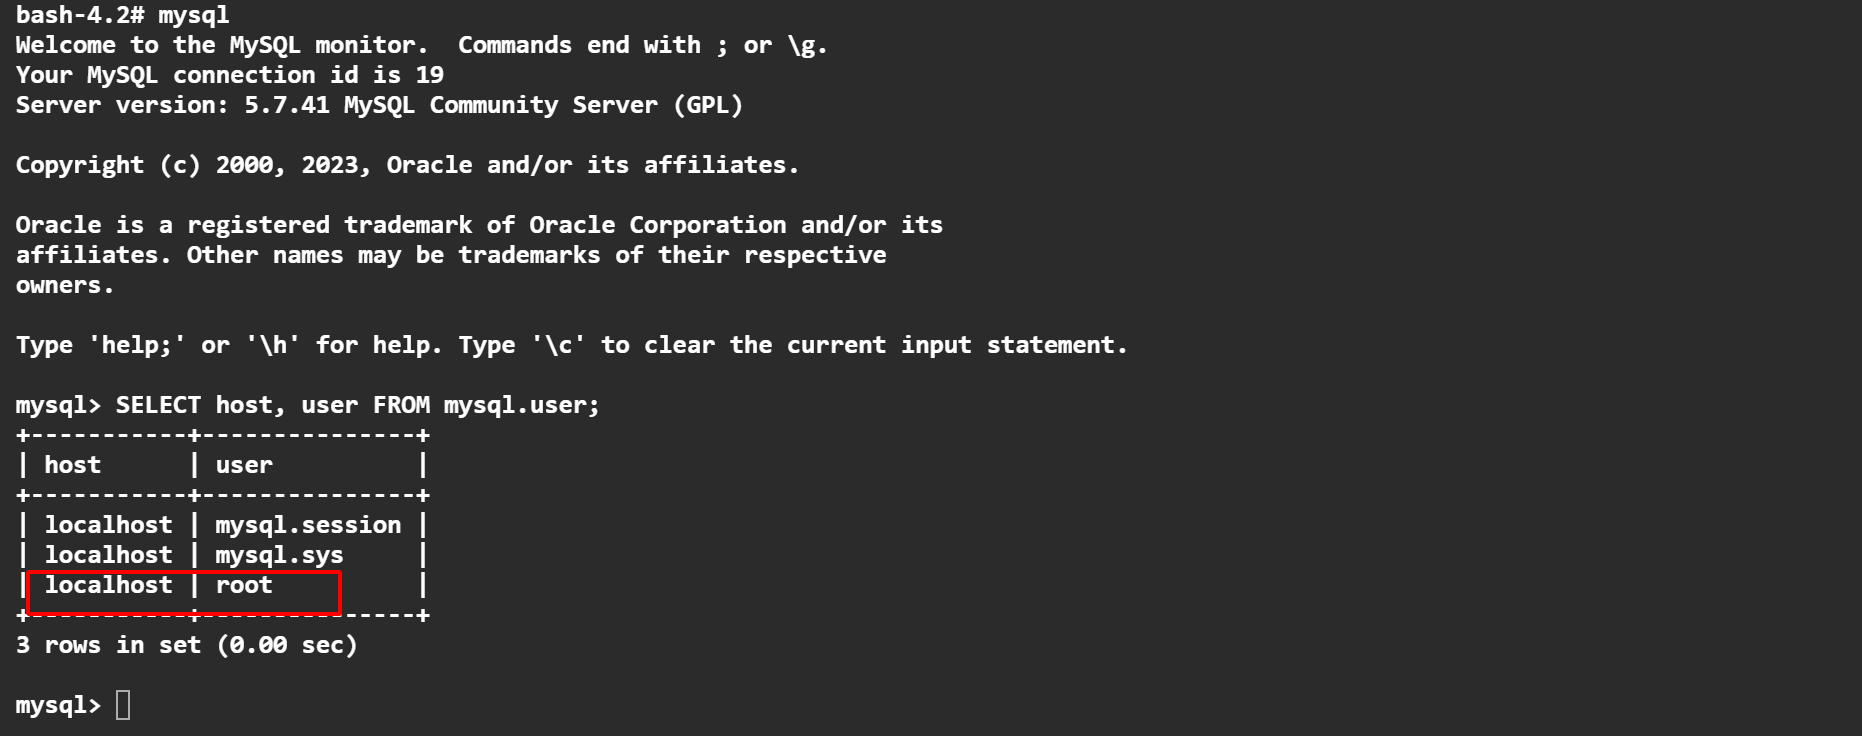 bash-4.2# mysql
Welcome to the MySQL monitor.  Commands end with ; or \g.
Your MySQL connection id is 19
Server version: 5.7.41 MySQL Community Server (GPL)

Copyright (c) 2000, 2023, Oracle and/or its affiliates.

Oracle is a registered trademark of Oracle Corporation and/or its
affiliates. Other names may be trademarks of their respective
owners.

Type 'help;' or '\h' for help. Type '\c' to clear the current input statement.

mysql> SELECT host, user FROM mysql.user;
+-----------+---------------+
| host      | user          |
+-----------+---------------+
| localhost | mysql.session |
| localhost | mysql.sys     |
| localhost | root          |
+-----------+---------------+
3 rows in set (0.00 sec)

mysql>